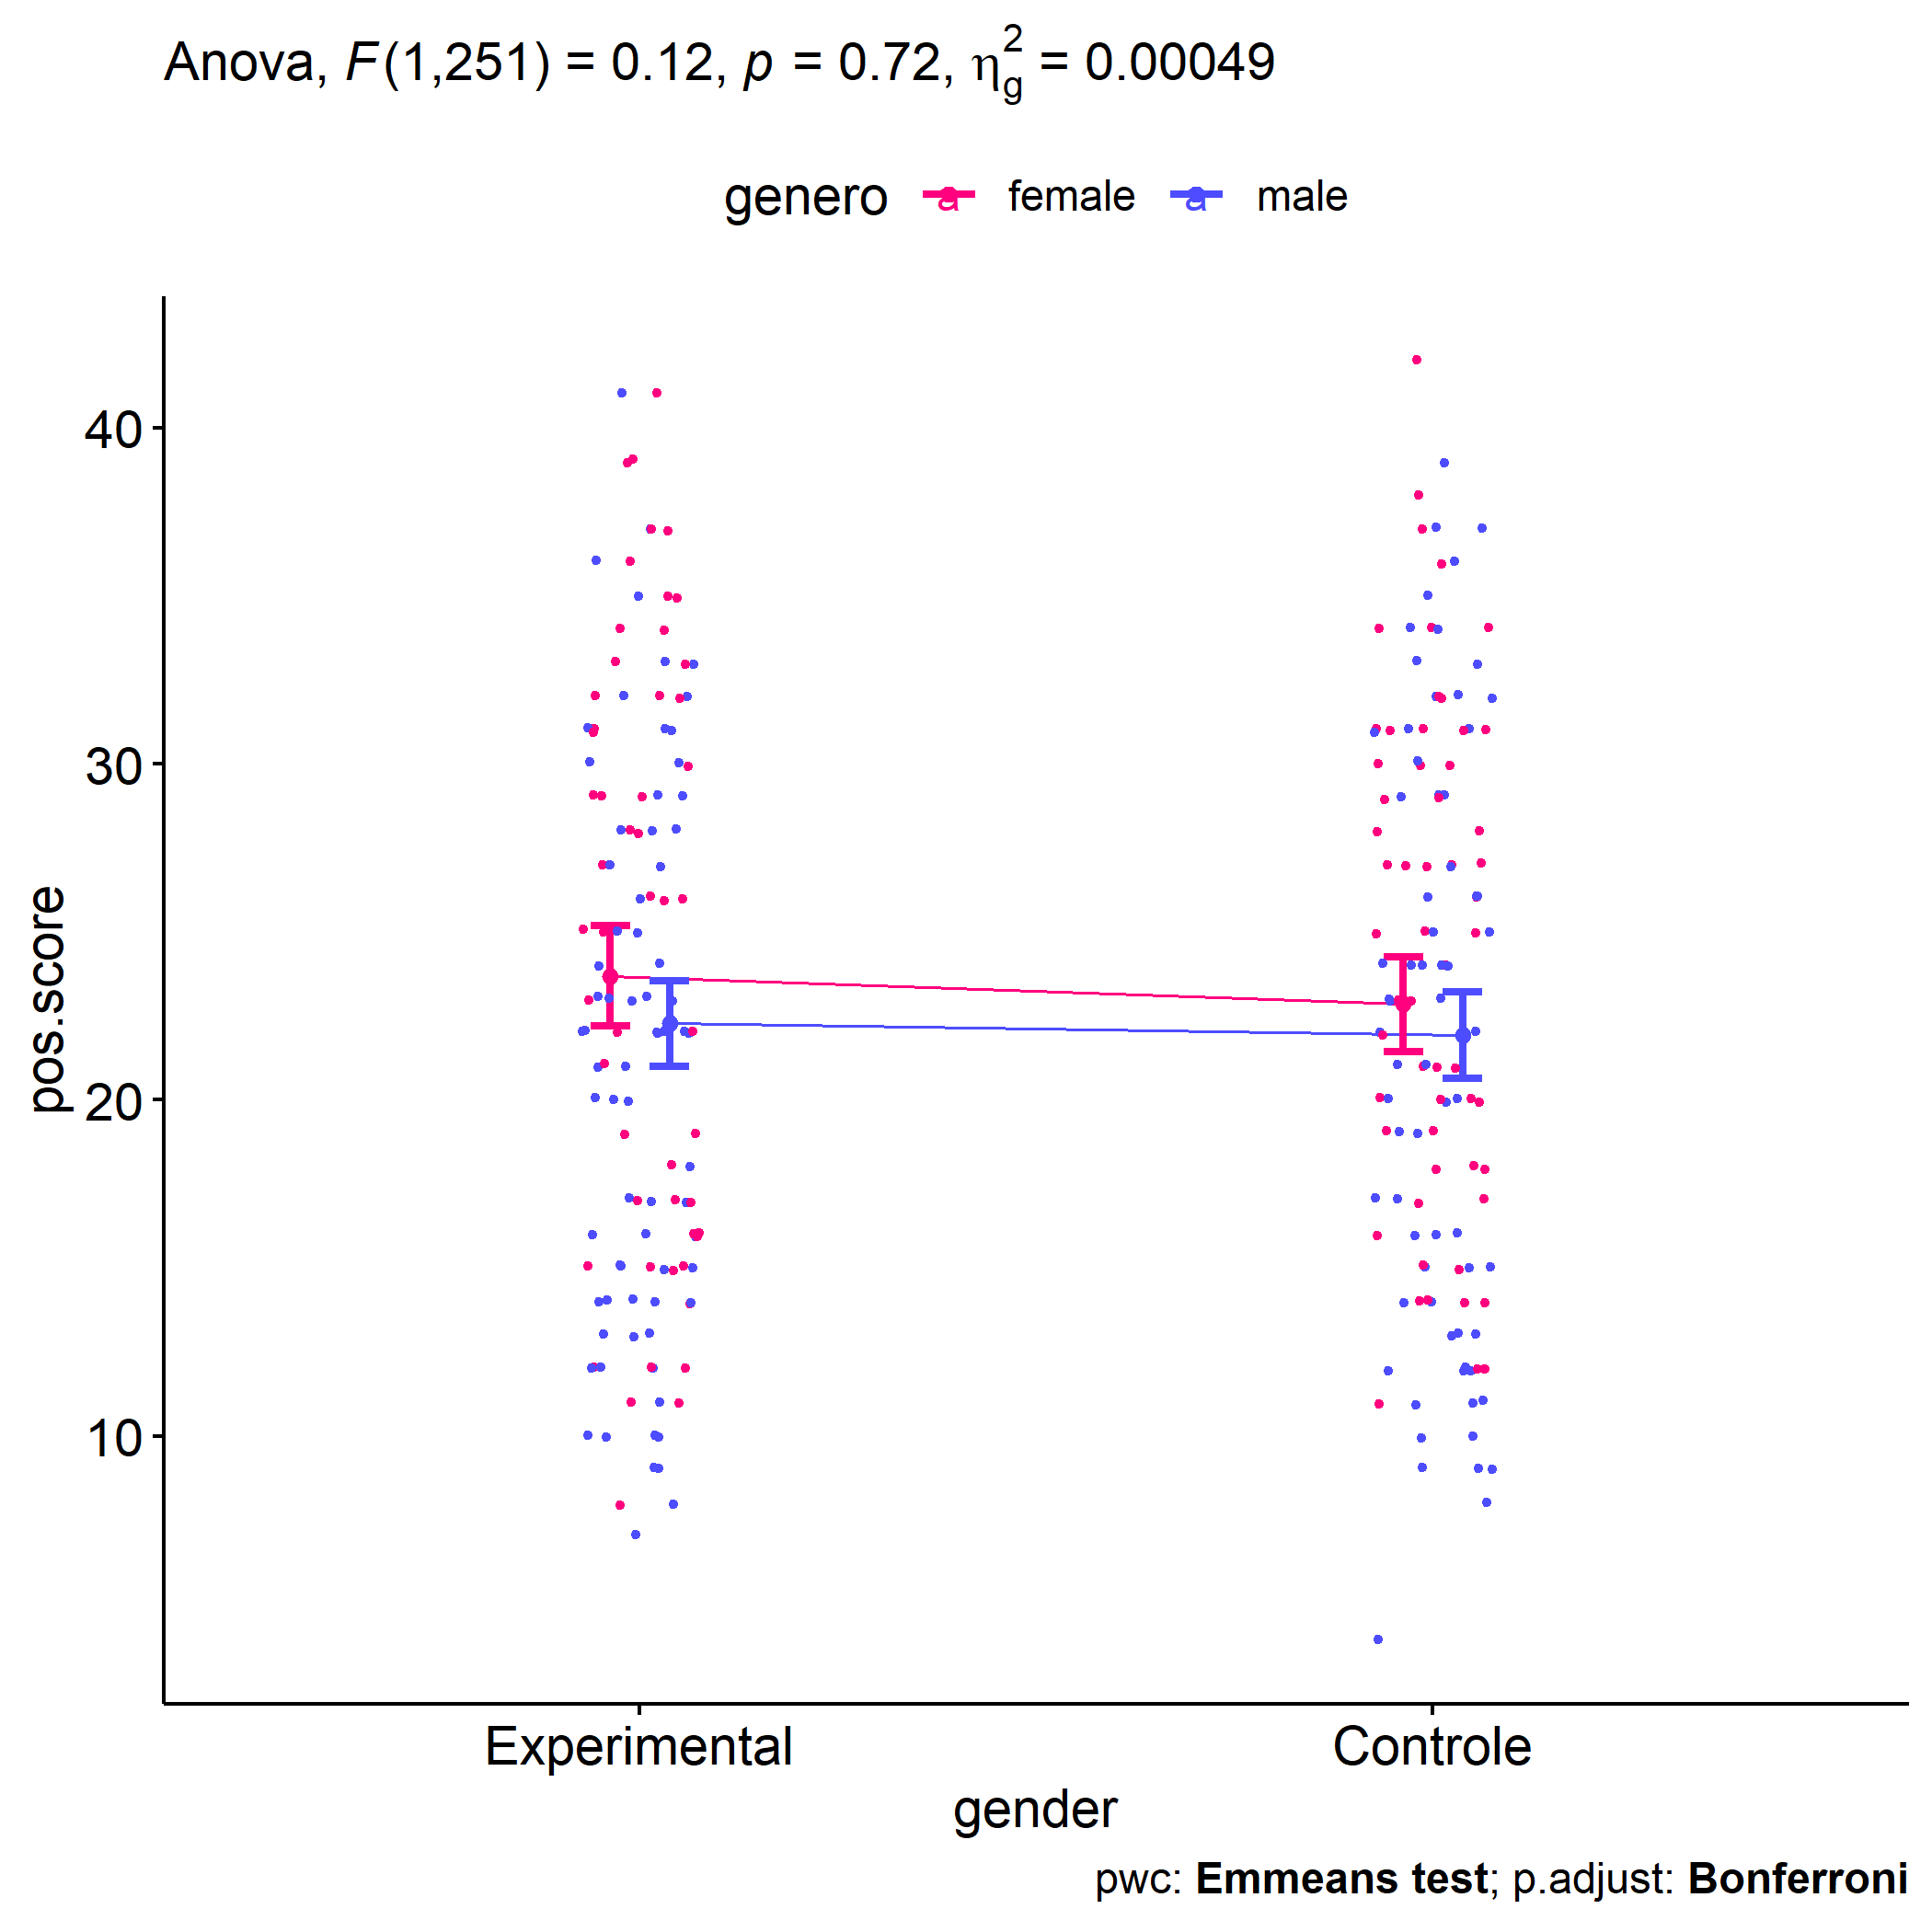 Anova, F(1,251) = 0.12, p = 0.72, η²g = 0.00049
genero a female a male
40
30
20
10
pos.score
Experimental Controle
gender
pwc: Emmeans test; p.adjust: Bonferroni